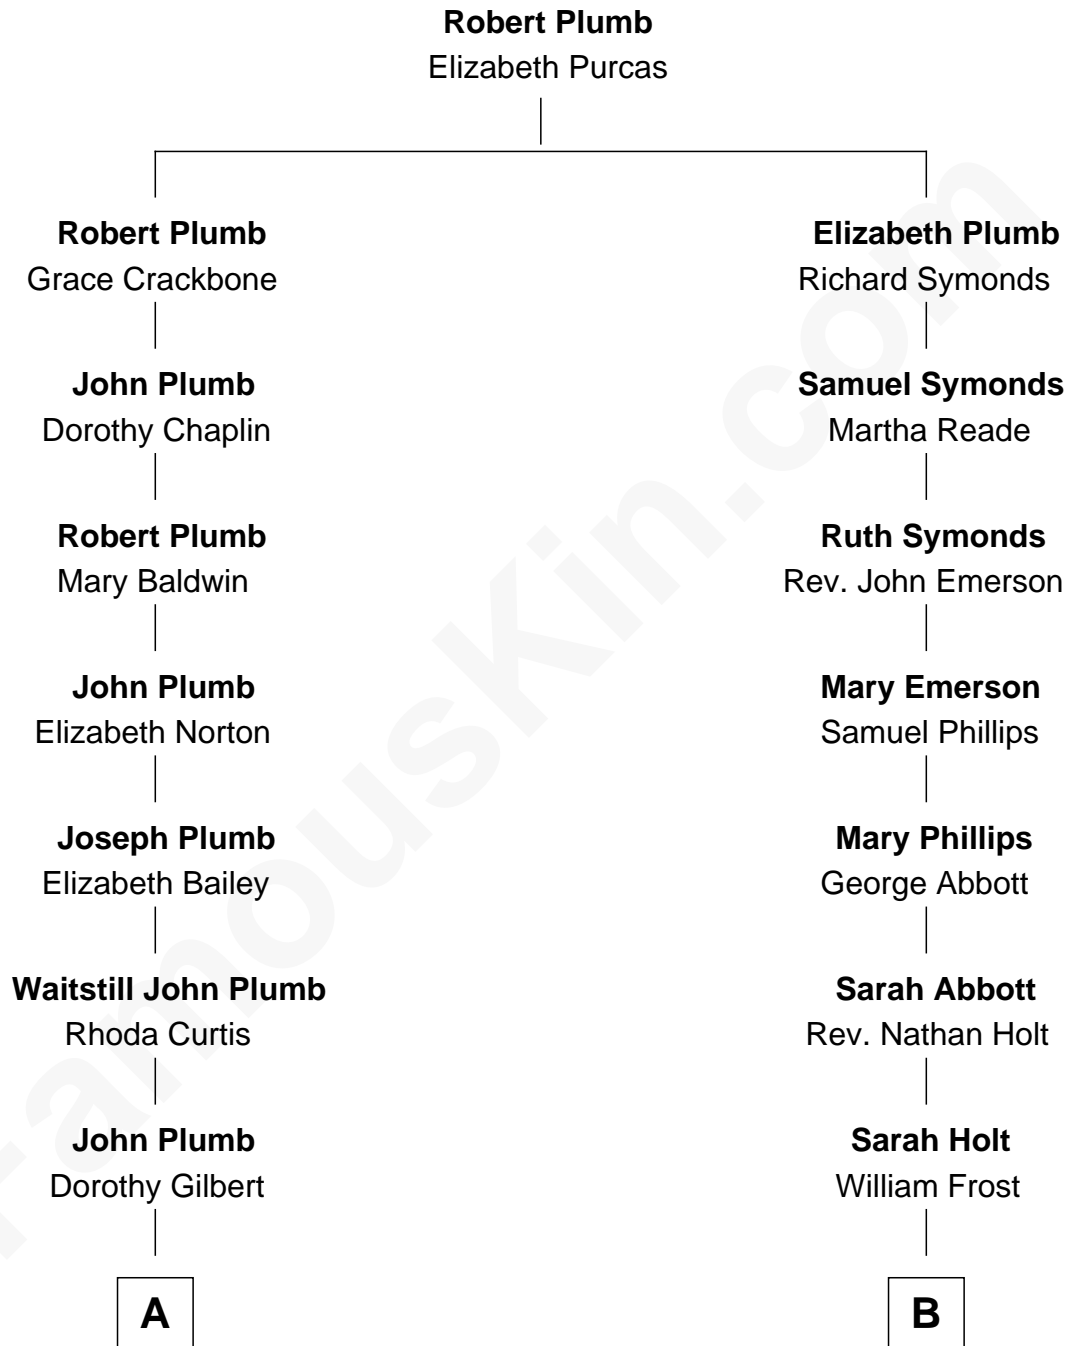 Robert Plumb
Elizabeth Purcas
Robert Plumb
Grace Crackbone
John Plumb
Dorothy Chaplin
Robert Plumb
Mary Baldwin
John Plumb
Elizabeth Norton
Joseph Plumb
Elizabeth Bailey
Waitstill John Plumb
Rhoda Curtis
John Plumb
Dorothy Gilbert
A
Elizabeth Plumb
Richard Symonds
Samuel Symonds
Martha Reade
Ruth Symonds
Rev. John Emerson
Mary Emerson
Samuel Phillips
Mary Phillips
George Abbott
Sarah Abbott
Rev. Nathan Holt
Sarah Holt
William Frost
B
FamousKin.com